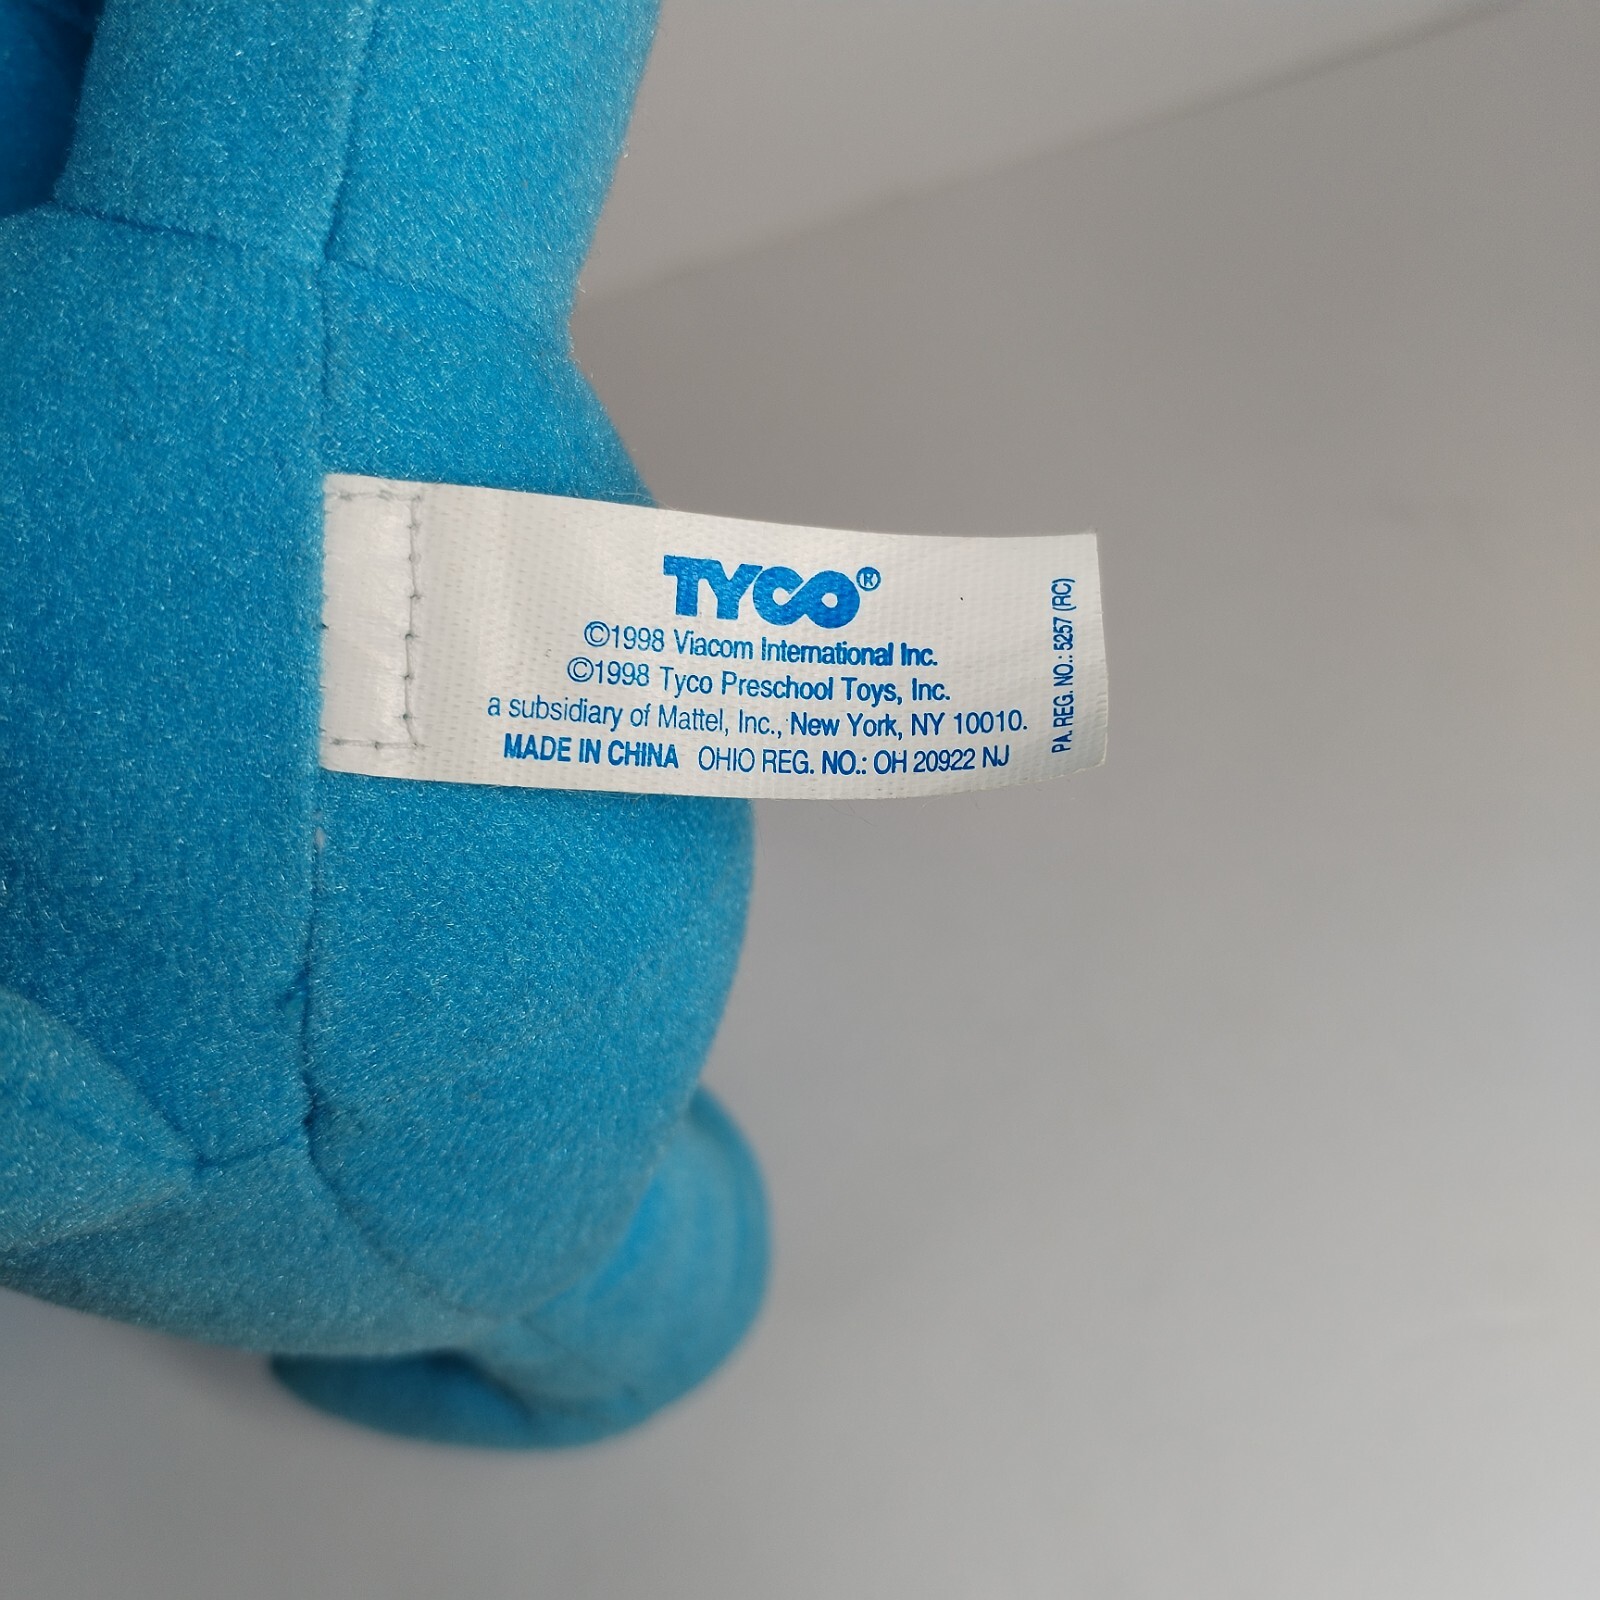 TYCO®
©1998 Viacom International Inc.
©1998 Tyco Preschool Toys, Inc.
a subsidiary of Mattel, Inc., New York, NY 10010.
MADE IN CHINA OHIO REG. NO.: OH 20922 NJ
PA. REG. NO.: 5257 (RC)